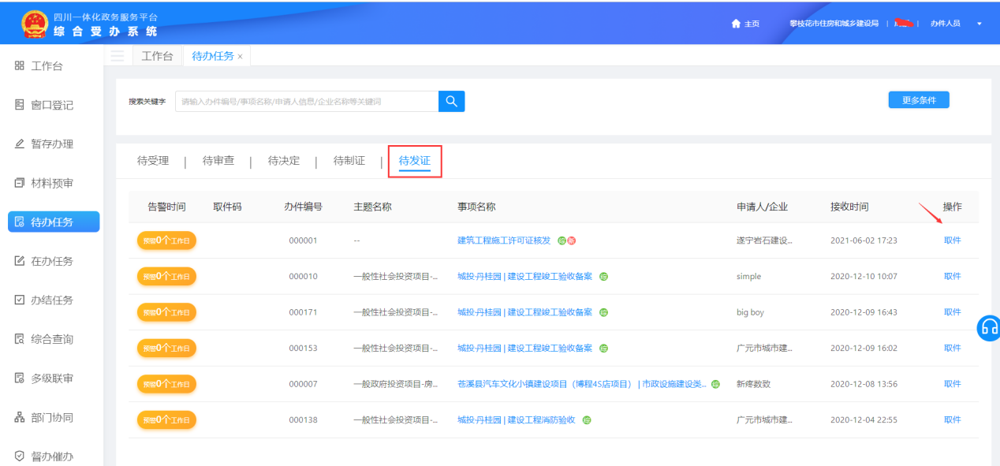 四川一体化政务服务平台
综合受办系统
主页 攀枝花市住房和城乡建设局 | | 办件人员
工作台
窗口登记
暂存办理
材料预审
待办任务
在办任务
办结任务
综合查询
多级联审
部门协同
督办催办
工作台 待办任务 ×
搜索关键字 请输入办件编号/事项名称/申请人信息/企业名称等关键词 更多条件
待受理 | 待审查 | 待决定 | 待制证 | 待发证
告警时间 取件码 办件编号 主题名称 事项名称 申请人/企业 接收时间 操作
预警0个工作日 000001 -- 建筑工程施工许可证核发 综 新 遂宁岩石建设... 2021-06-02 17:23 取件
预警0个工作日 000010 一般性社会投资项目-... 城投·丹桂园 | 建设工程竣工验收备案 综 simple 2020-12-10 10:07 取件
预警0个工作日 000171 一般性社会投资项目-... 城投·丹桂园 | 建设工程竣工验收备案 综 big boy 2020-12-09 16:43 取件
预警0个工作日 000153 一般性社会投资项目-... 城投·丹桂园 | 建设工程竣工验收备案 综 广元市城市建... 2020-12-09 16:02 取件
预警0个工作日 000007 一般政府投资项目-房... 苍溪县汽车文化小镇建设项目（博程4S店项目） | 市政设施建设类... 综 新疼数致 2020-12-08 13:56 取件
预警0个工作日 000138 一般性社会投资项目-... 城投·丹桂园 | 建设工程消防验收 综 广元市城市建... 2020-12-04 22:55 取件